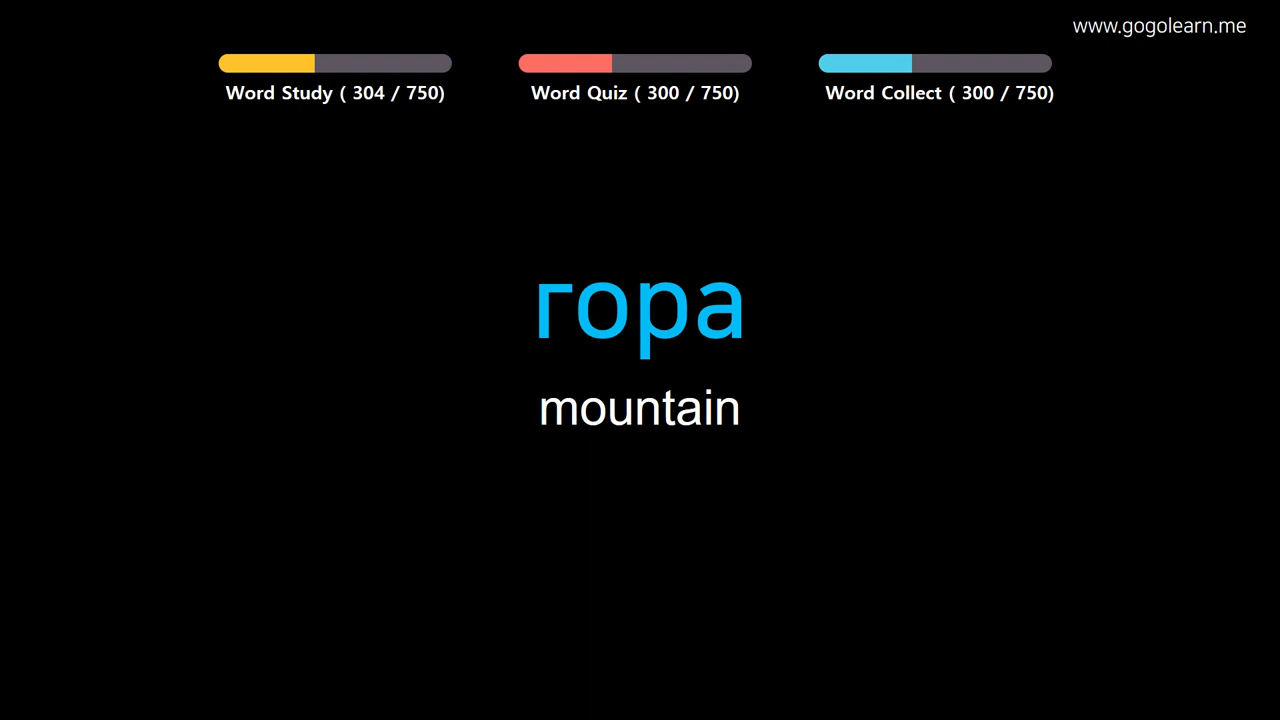 www.gogolearn.me
Word Study ( 304 / 750)
Word Quiz ( 300 / 750)
Word Collect ( 300 / 750)
гора
mountain